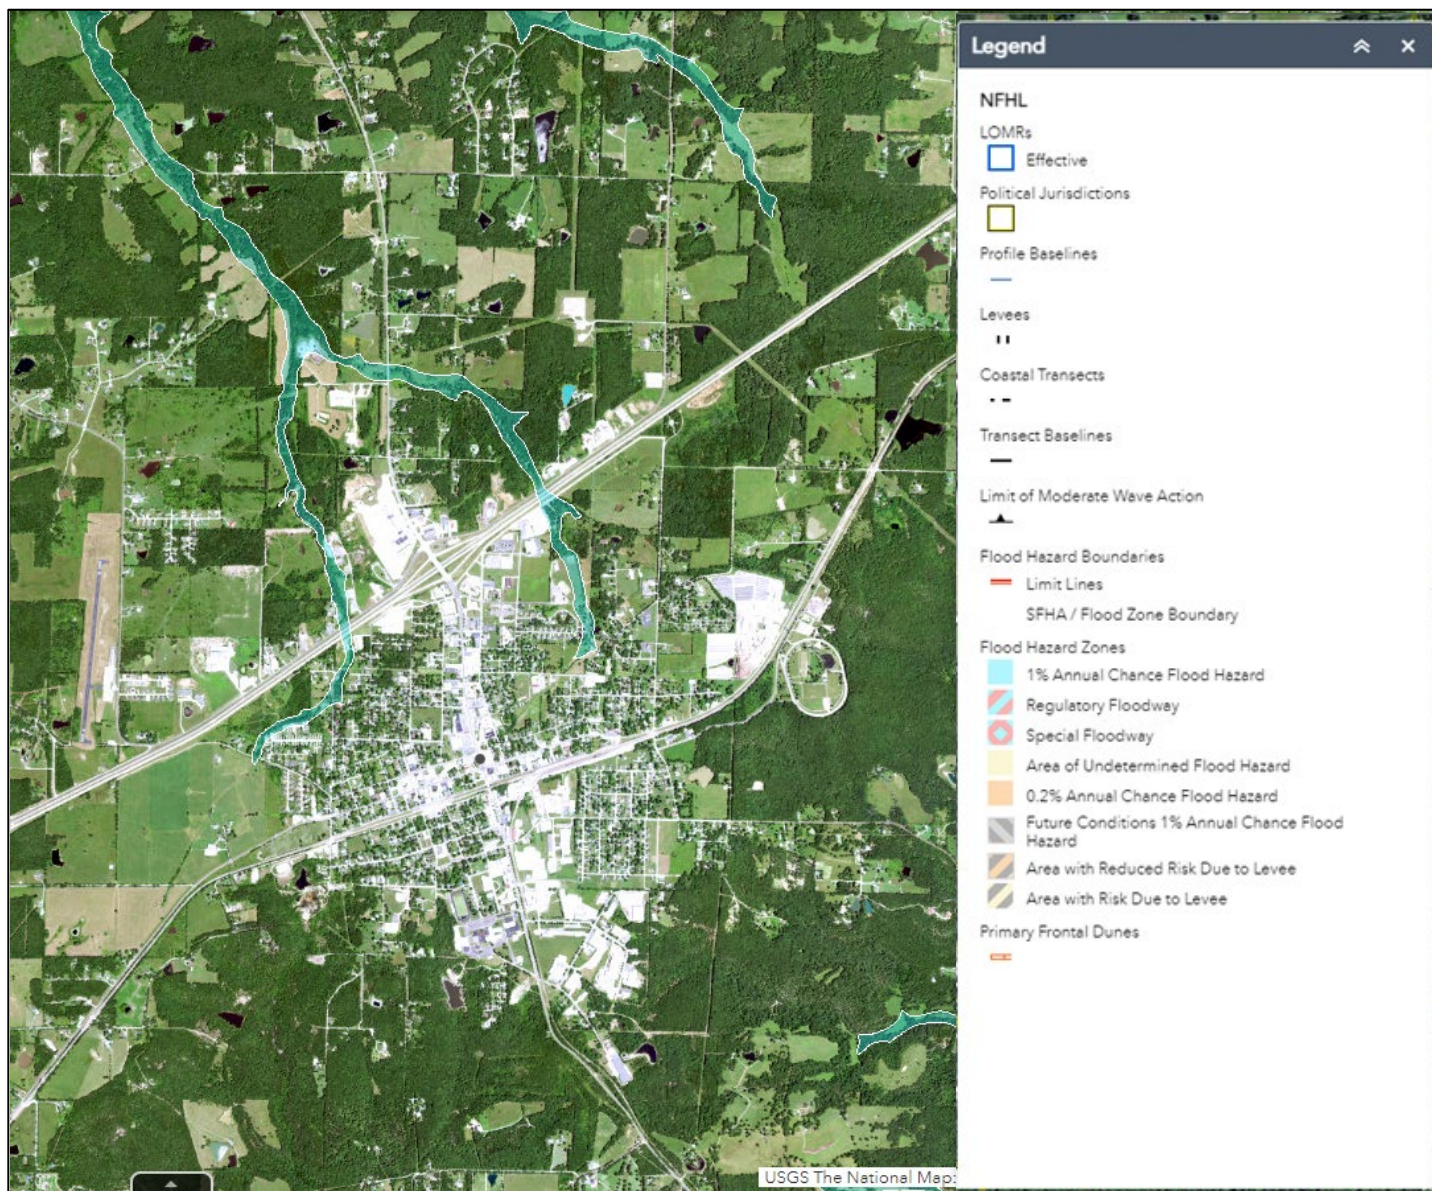 Legend
NFHL
LOMRs
Effective
Political Jurisdictions
Profile Baselines
Levees
Coastal Transects
Transect Baselines
Limit of Moderate Wave Action
Flood Hazard Boundaries
Limit Lines
SFHA / Flood Zone Boundary
Flood Hazard Zones
1% Annual Chance Flood Hazard
Regulatory Floodway
Special Floodway
Area of Undetermined Flood Hazard
0.2% Annual Chance Flood Hazard
Future Conditions 1% Annual Chance Flood
Hazard
Area with Reduced Risk Due to Levee
Area with Risk Due to Levee
Primary Frontal Dunes
USGS The National Map: